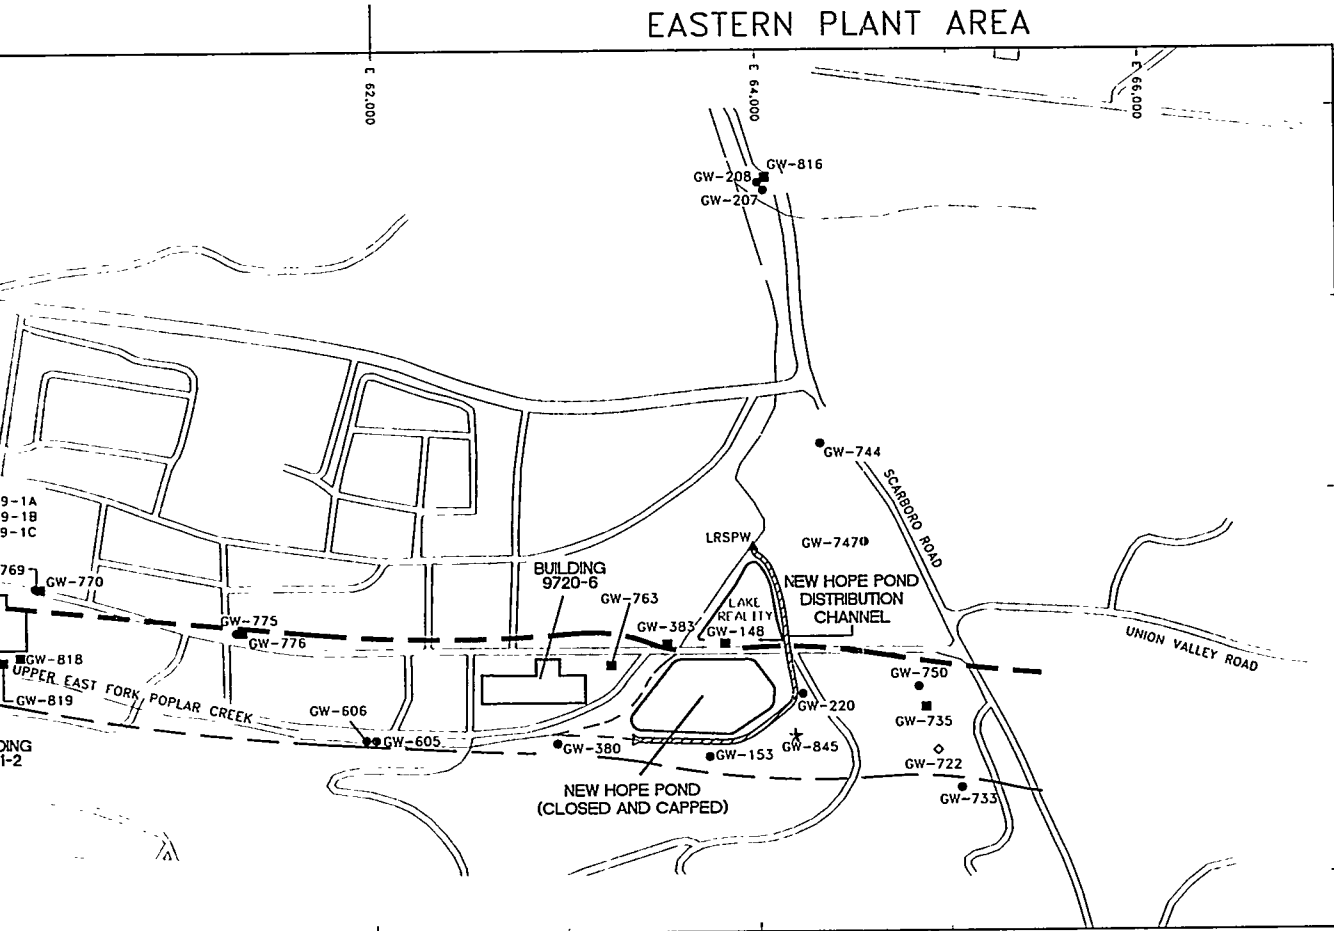 EASTERN PLANT AREA
E 62,000
E 64,000
E 66,000
GW-816
GW-208
GW-207
GW-744
SCARBORO ROAD
9-1A
9-1B
9-1C
LRSPW
GW-747
769
GW-770
BUILDING
9720-6
GW-763
NEW HOPE POND
DISTRIBUTION
CHANNEL
LAKE
REALITY
GW-775
GW-776
GW-383
GW-148
UNION VALLEY ROAD
GW-818
GW-819
UPPER EAST FORK POPLAR CREEK
GW-750
GW-220
GW-735
GW-606
GW-605
GW-380
GW-153
GW-845
GW-722
GW-733
DING
1-2
NEW HOPE POND
(CLOSED AND CAPPED)